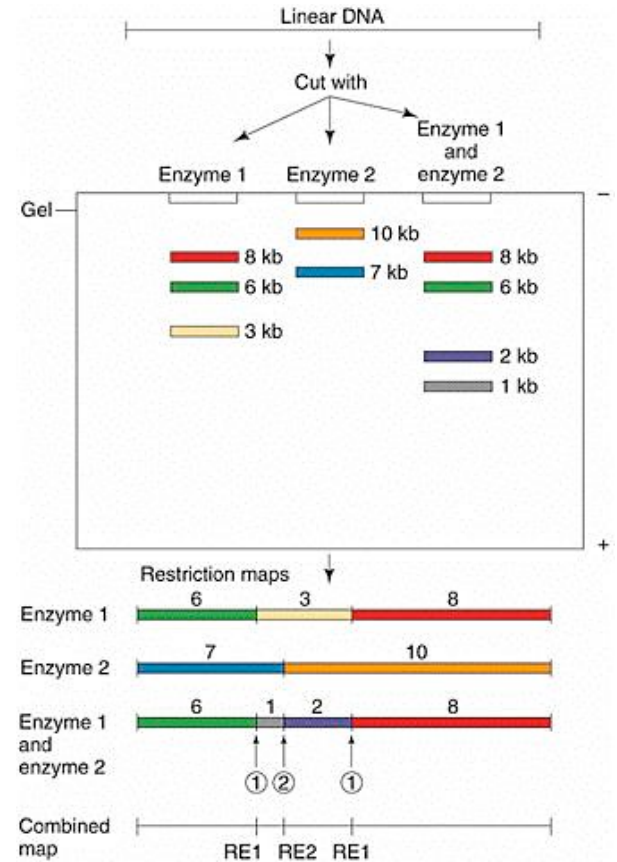 Linear DNA
Cut with
Enzyme 1
and
enzyme 2
Enzyme 1
Enzyme 2
Gel
−
10 kb
8 kb
7 kb
8 kb
6 kb
6 kb
3 kb
2 kb
1 kb
+
Restriction maps
6 3 8
Enzyme 1
7 10
Enzyme 2
6 1 2 8
Enzyme 1
and
enzyme 2
1 2 1
Combined
map
RE1 RE2 RE1